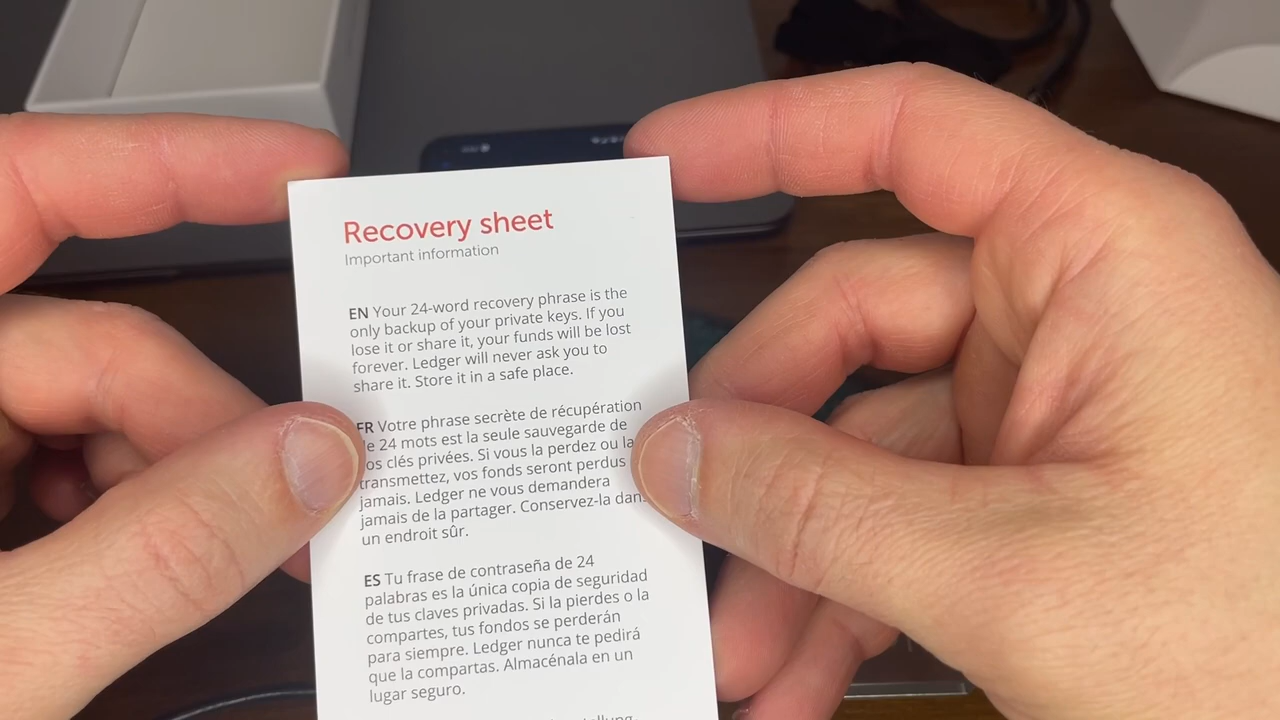 Recovery sheet
Important information
EN Your 24-word recovery phrase is the
only backup of your private keys. If you
lose it or share it, your funds will be lost
forever. Ledger will never ask you to
share it. Store it in a safe place.
FR Votre phrase secrète de récupération
de 24 mots est la seule sauvegarde de
vos clés privées. Si vous la perdez ou la
transmettez, vos fonds seront perdus
jamais. Ledger ne vous demandera
jamais de la partager. Conservez-la dans
un endroit sûr.
ES Tu frase de contraseña de 24
palabras es la única copia de seguridad
de tus claves privadas. Si la pierdes o la
compartes, tus fondos se perderán
para siempre. Ledger nunca te pedirá
que la compartas. Almacénala en un
lugar seguro.